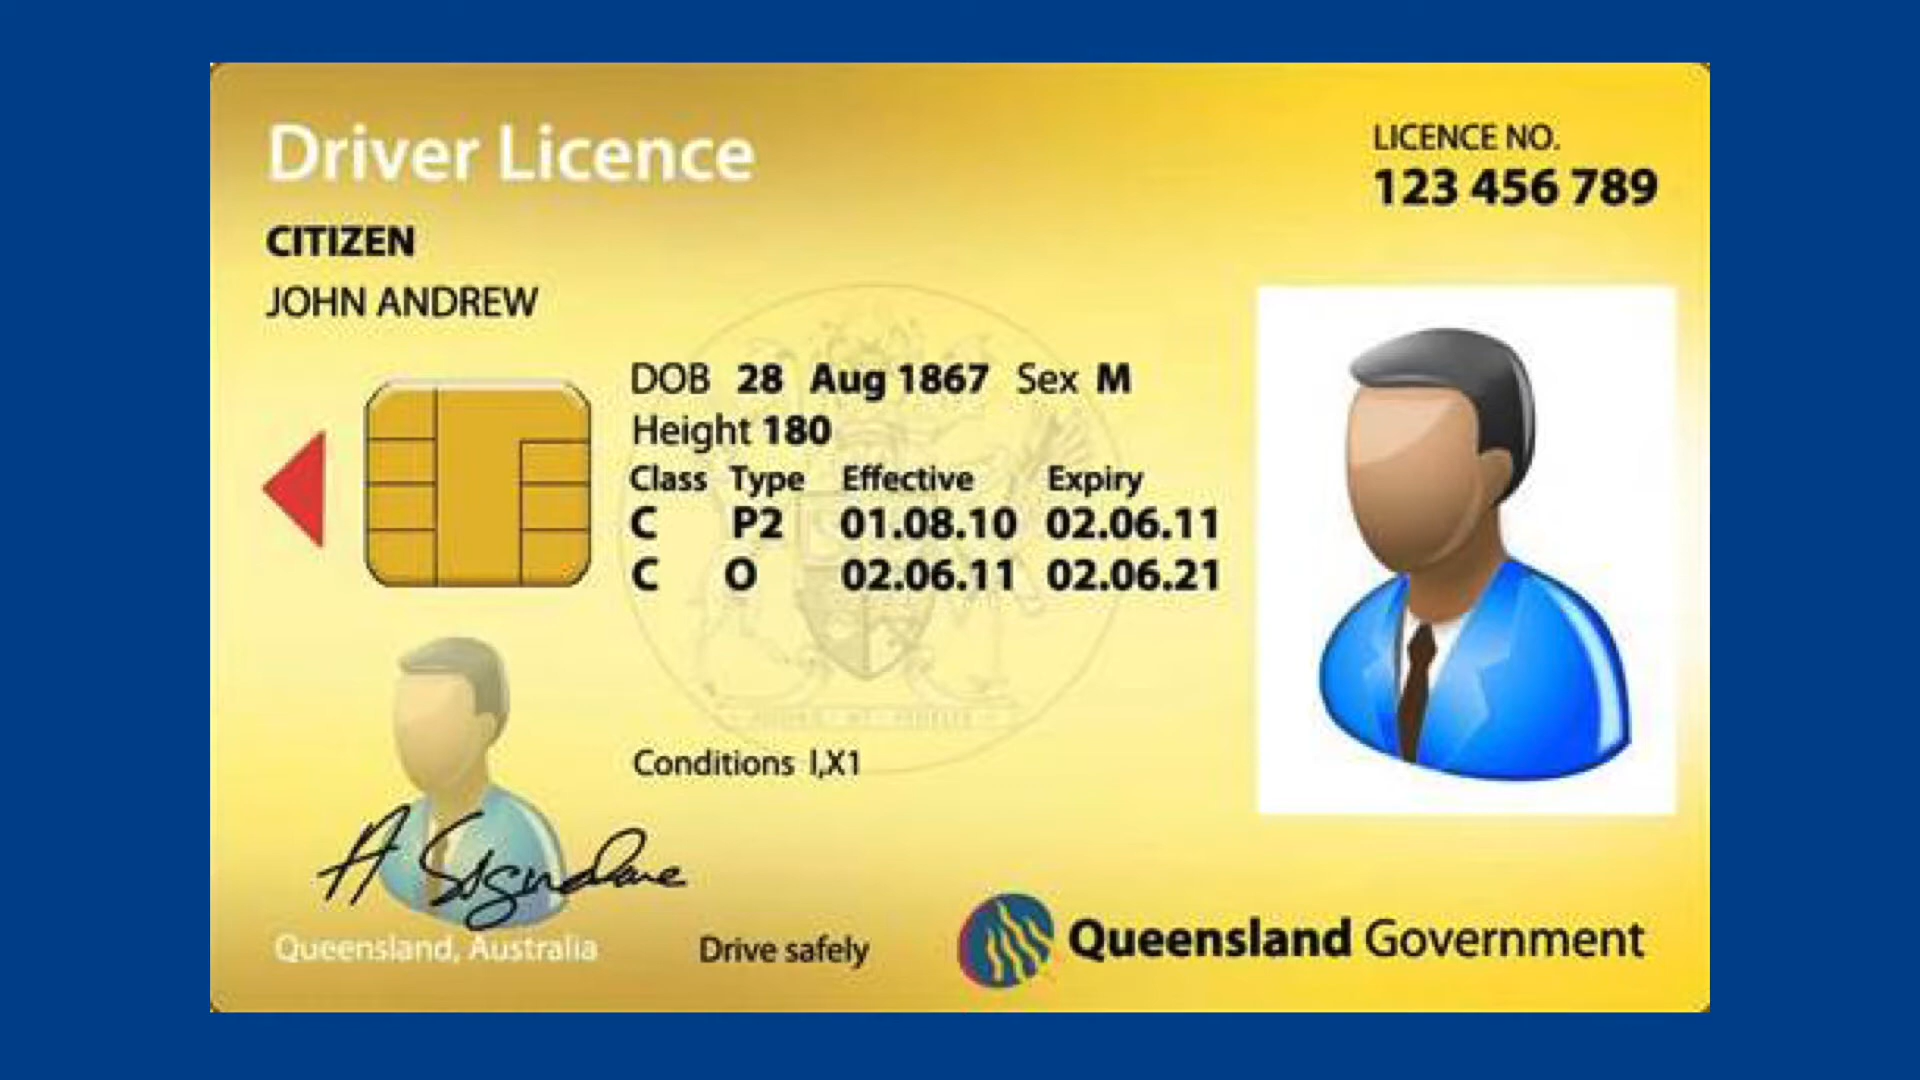 Driver Licence
LICENCE NO.
123 456 789
CITIZEN
JOHN ANDREW
DOB 28 Aug 1867 Sex M
Height 180
Class Type Effective Expiry
C P2 01.08.10 02.06.11
C O 02.06.11 02.06.21
Conditions I,X1
A Signature
Queensland, Australia
Drive safely
Queensland Government